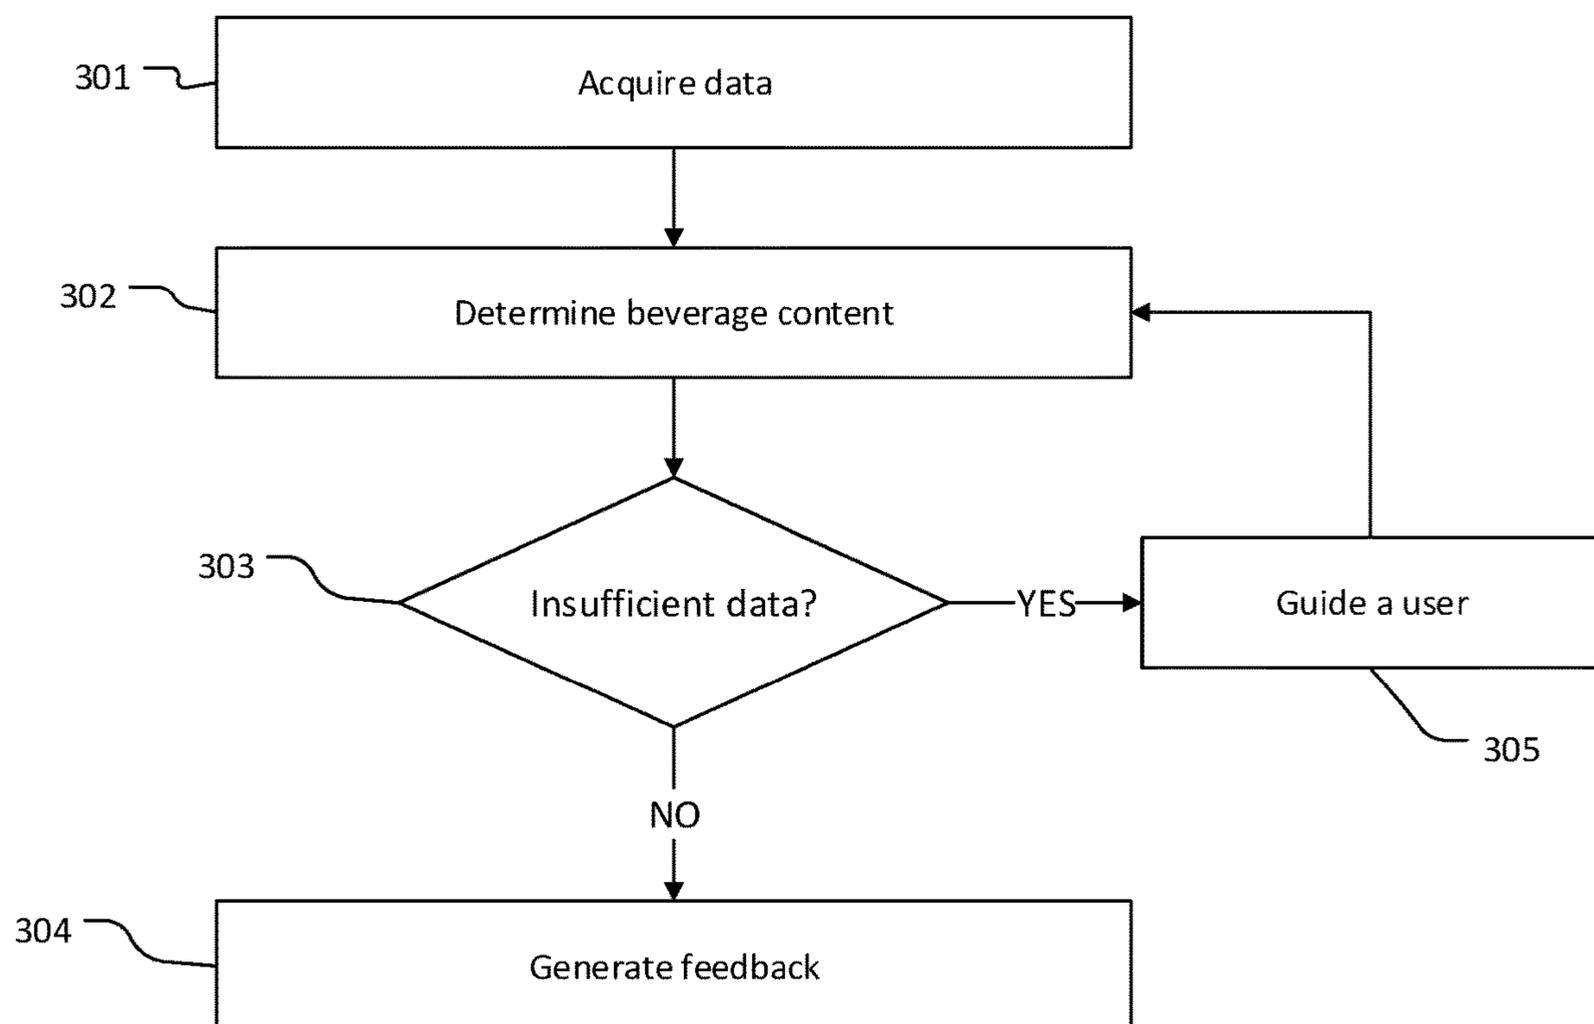 301
Acquire data
302
Determine beverage content
303
Insufficient data?
YES
Guide a user
305
NO
304
Generate feedback